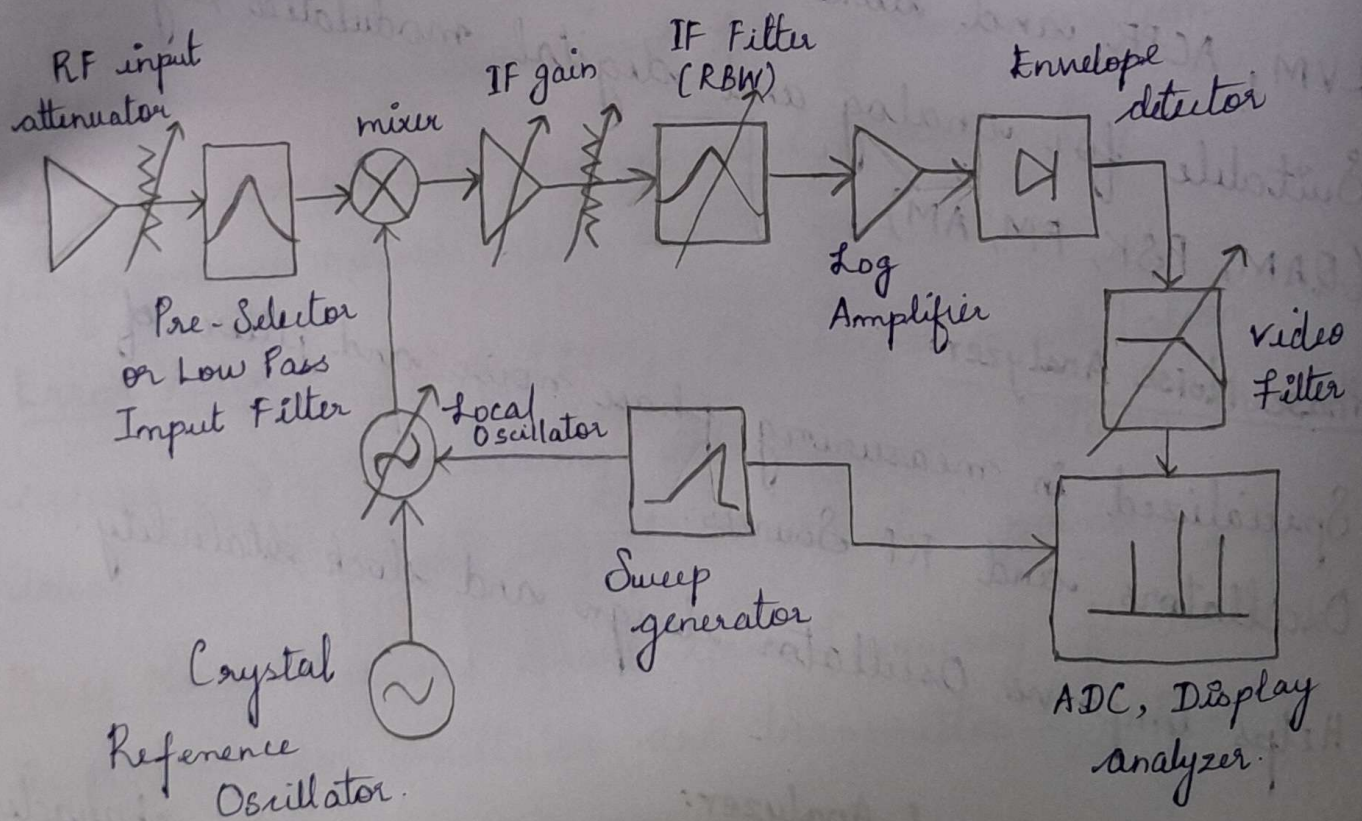 RF input
attenuator
mixer
IF gain
IF Filter
(RBW)
Envelope
detector
Pre-Selector
or Low Pass
Input Filter
Log
Amplifier
Video
Filter
Local
Oscillator
Sweep
generator
Crystal
Reference
Oscillator.
ADC, Display
analyzer.